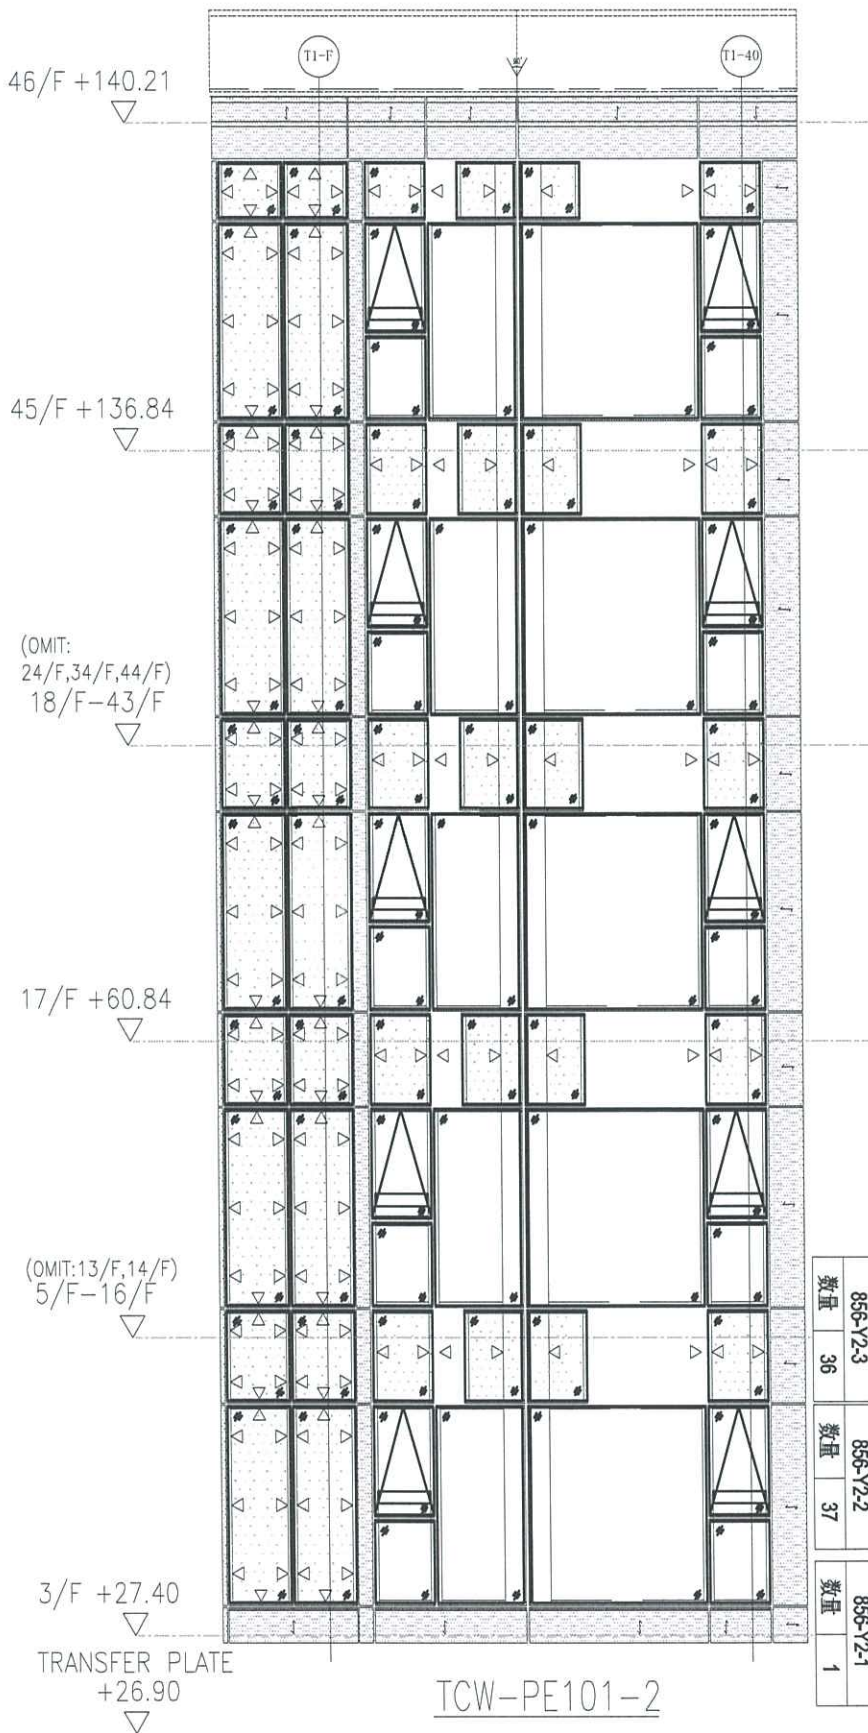 T1-F
90°
T1-40
46/F +140.21
45/F +136.84
(OMIT:
24/F,34/F,44/F)
18/F-43/F
17/F +60.84
(OMIT:13/F,14/F)
5/F-16/F
3/F +27.40
TRANSFER PLATE
+26.90
TCW-PE101-2
856-Y2-3
数量 36
856-Y2-2
数量 37
856-Y2-1
数量 1